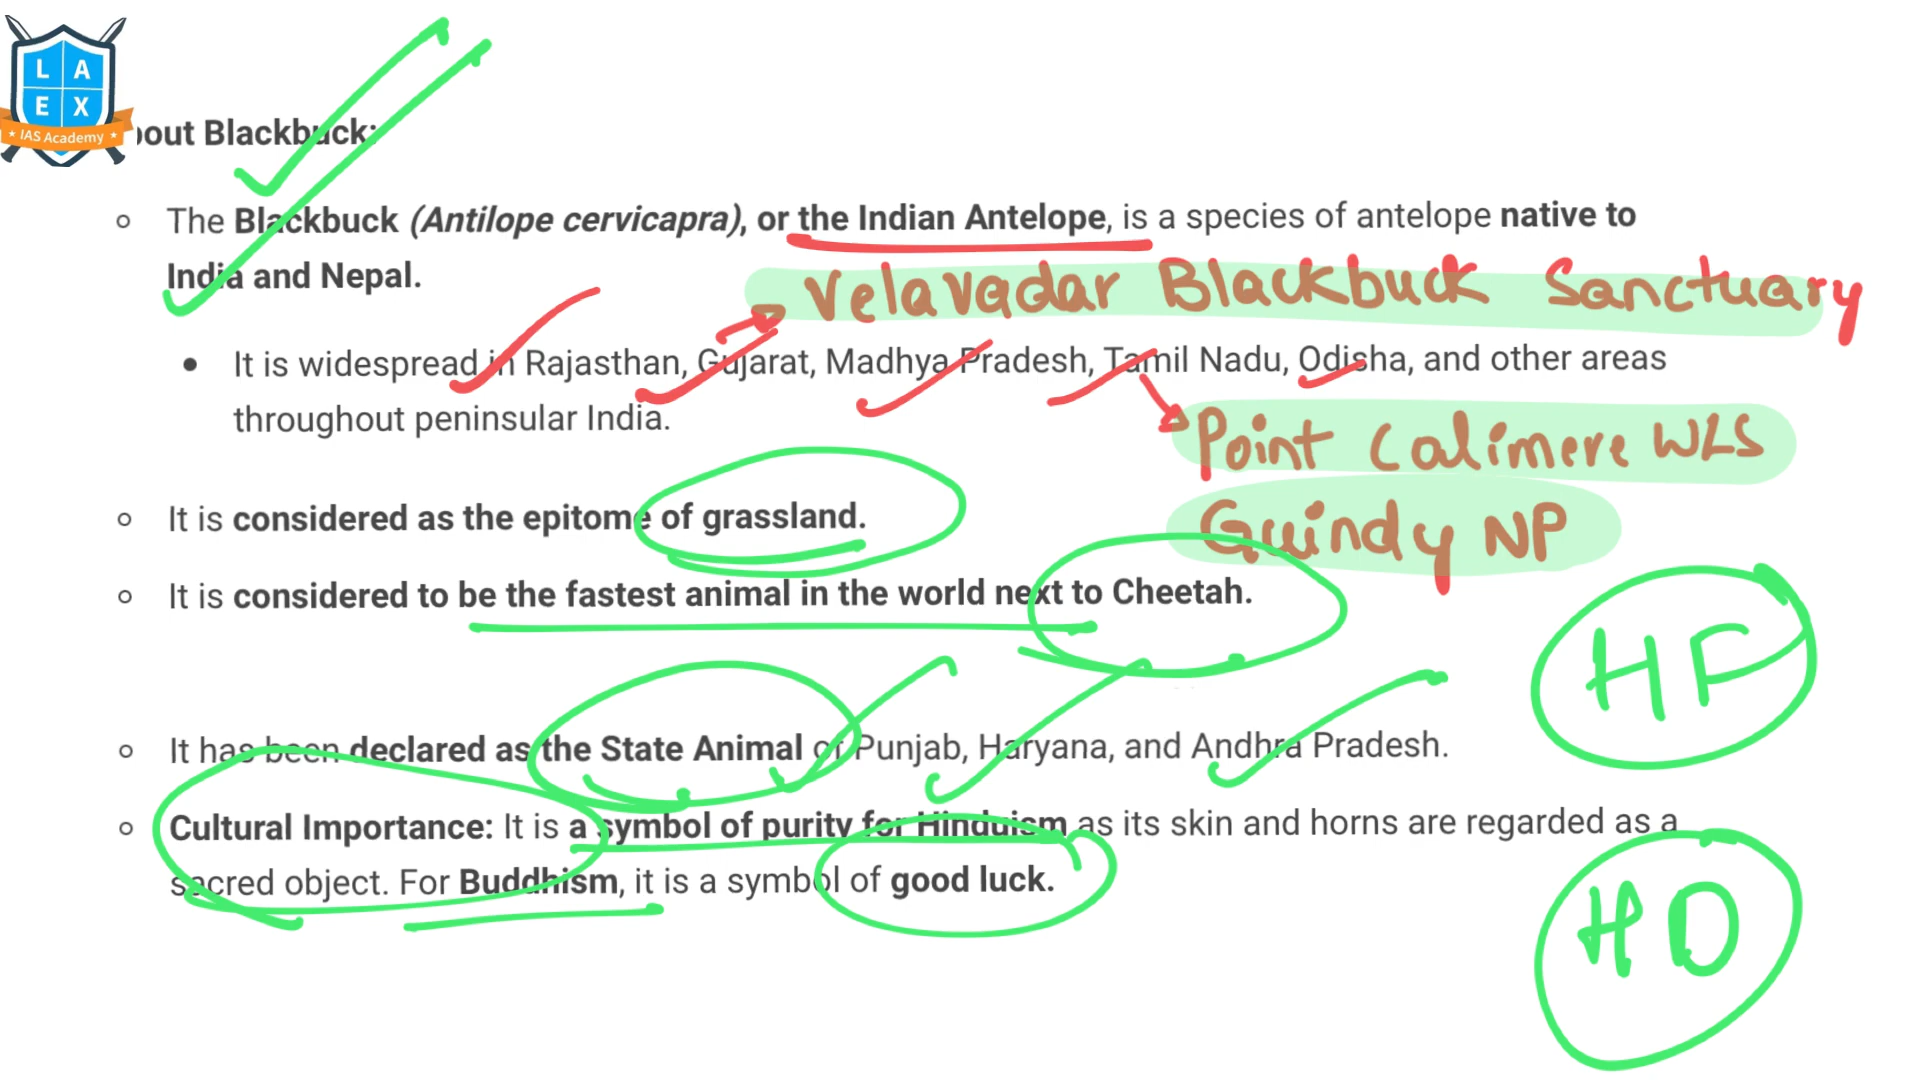 L A
E X
IAS Academy
bout Blackbuck:
The Blackbuck (Antilope cervicapra), or the Indian Antelope, is a species of antelope native to
India and Nepal.
Velavadar Blackbuck Sanctuary
It is widespread in Rajasthan, Gujarat, Madhya Pradesh, Tamil Nadu, Odisha, and other areas
throughout peninsular India.
Point Calimere WLS
Guindy NP
It is considered as the epitome of grassland.
It is considered to be the fastest animal in the world next to Cheetah.
HF
It has been declared as the State Animal of Punjab, Haryana, and Andhra Pradesh.
Cultural Importance: It is a symbol of purity for Hinduism as its skin and horns are regarded as a
sacred object. For Buddhism, it is a symbol of good luck.
HD